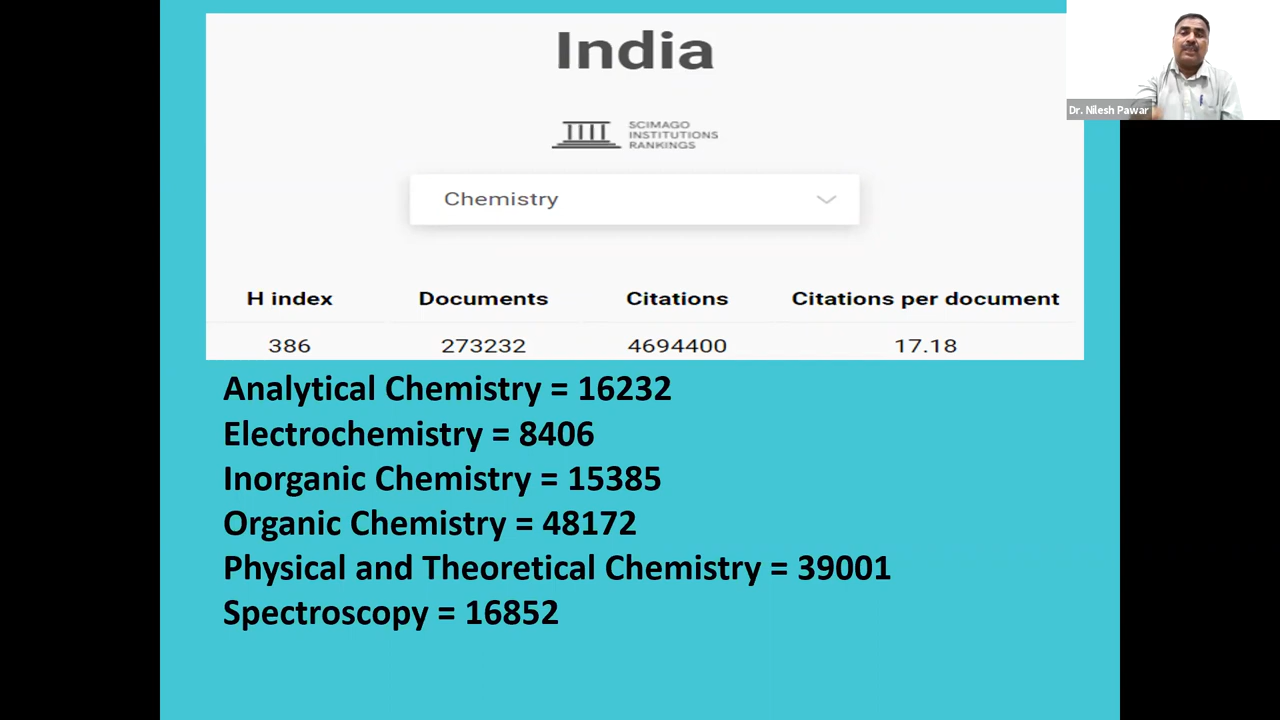 India
SCIMAGO
INSTITUTIONS
RANKINGS
Chemistry
H index Documents Citations Citations per document
386 273232 4694400 17.18
Analytical Chemistry = 16232
Electrochemistry = 8406
Inorganic Chemistry = 15385
Organic Chemistry = 48172
Physical and Theoretical Chemistry = 39001
Spectroscopy = 16852
Dr. Nilesh Pawar